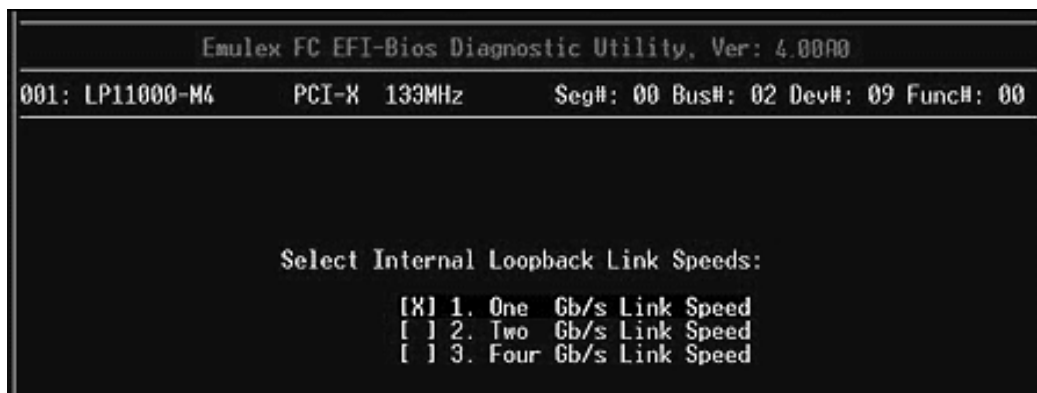 Emulex FC EFI-Bios Diagnostic Utility, Ver: 4.00A0
001: LP11000-M4 PCI-X 133MHz Seg#: 00 Bus#: 02 Dev#: 09 Func#: 00
Select Internal Loopback Link Speeds:
[X] 1. One Gb/s Link Speed
[ ] 2. Two Gb/s Link Speed
[ ] 3. Four Gb/s Link Speed